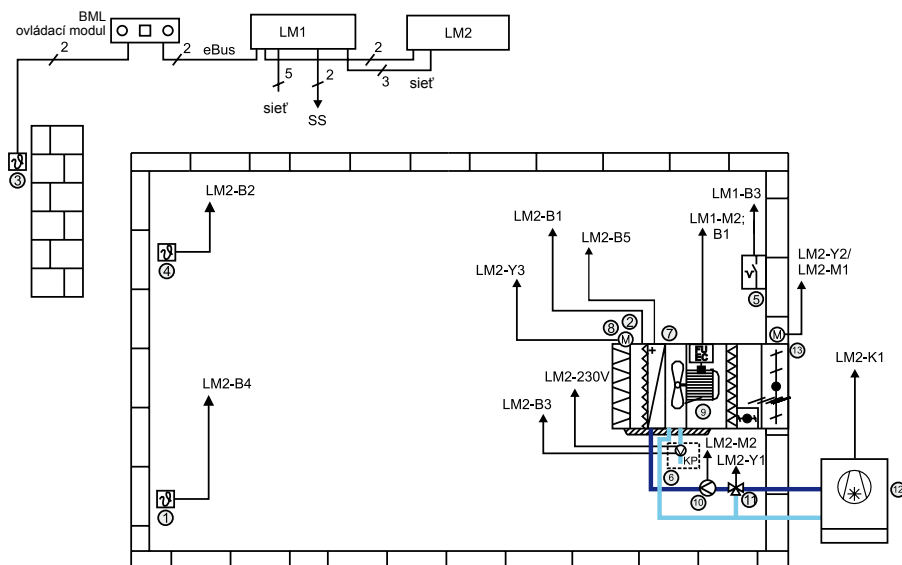 BML
ovládací modul
LM1
LM2
2
2
eBus
2
5
2
3
sieť
sieť
SS
3
LM2-B2
LM2-B1
LM1-M2;
B1
LM1-B3
LM2-B5
LM2-Y3
LM2-Y2/
LM2-M1
4
5
8
2
7
M
M
13
FU
EC
+
LM2-B4
LM2-230V
LM2-B3
9
LM2-K1
KP
LM2-M2
LM2-Y1
6
10
11
12
1